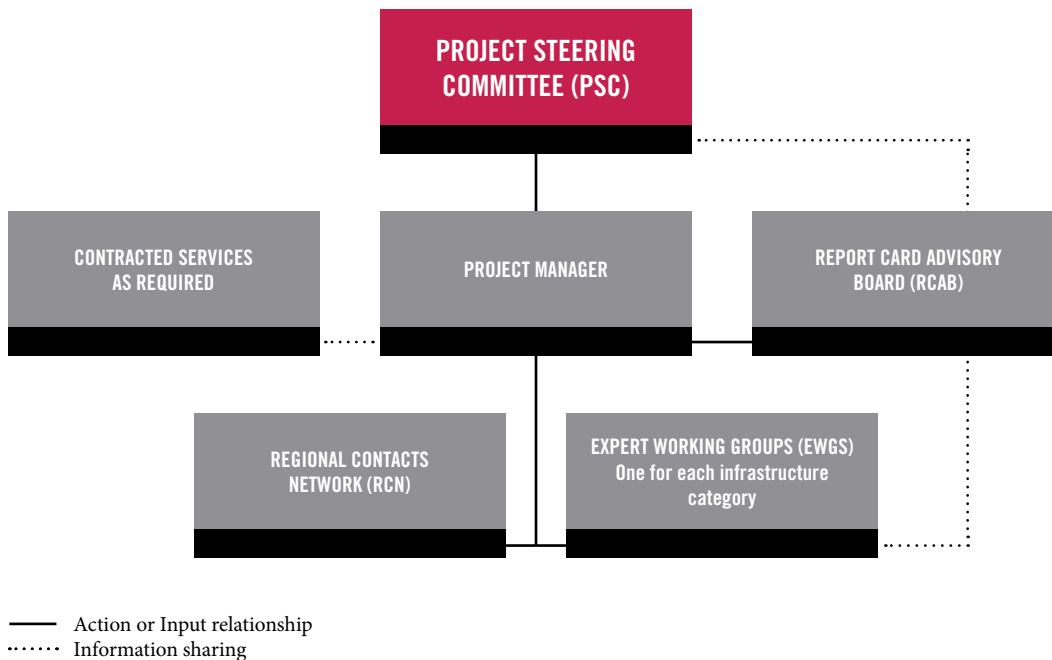 PROJECT STEERING
COMMITTEE (PSC)
CONTRACTED SERVICES
AS REQUIRED
PROJECT MANAGER
REPORT CARD ADVISORY
BOARD (RCAB)
REGIONAL CONTACTS
NETWORK (RCN)
EXPERT WORKING GROUPS (EWGS)
One for each infrastructure
category
Action or Input relationship
Information sharing